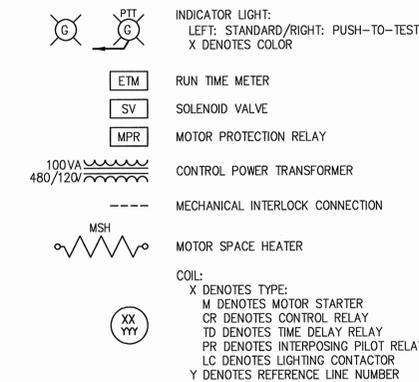 PTT
INDICATOR LIGHT:
G G
LEFT: STANDARD/RIGHT: PUSH-TO-TEST
X DENOTES COLOR
ETM RUN TIME METER
SV SOLENOID VALVE
MPR MOTOR PROTECTION RELAY
100VA
480/120V CONTROL POWER TRANSFORMER
MECHANICAL INTERLOCK CONNECTION
MSH
MOTOR SPACE HEATER
COIL:
X DENOTES TYPE:
M DENOTES MOTOR STARTER
XX CR DENOTES CONTROL RELAY
YYY TD DENOTES TIME DELAY RELAY
PR DENOTES INTERPOSING PILOT RELAY
LC DENOTES LIGHTING CONTACTOR
Y DENOTES REFERENCE LINE NUMBER